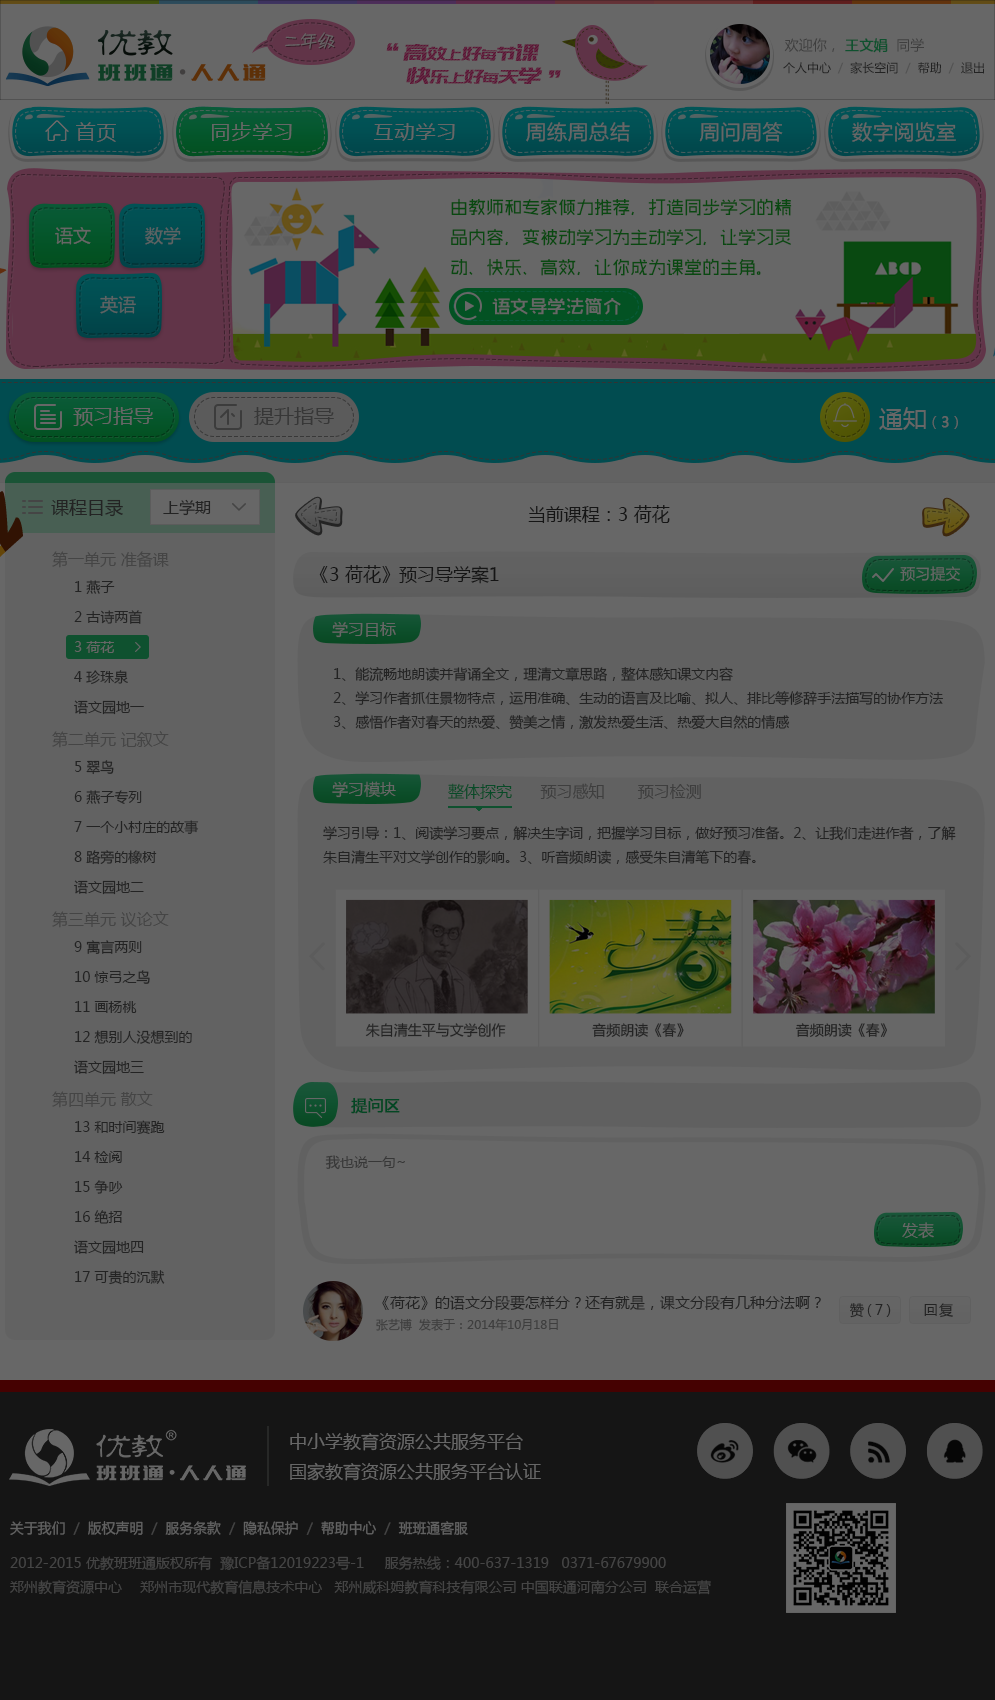 优教
班班通·人人通
二年级
“高效上好每节课
快乐上好每天学”
欢迎你，王文娟 同学
个人中心 / 家长空间 / 帮助 / 退出
首页 同步学习 互动学习 周练周总结 周问周答 数字阅览室
语文 数学
英语
由教师和专家倾力推荐，打造同步学习的精
品内容，变被动学习为主动学习，让学习灵
动、快乐、高效，让你成为课堂的主角。
语文导学法简介
ABCD
预习指导 提升指导 通知（3）
课程目录 上学期
第一单元 准备课
1 燕子
2 古诗两首
3 荷花
4 珍珠泉
语文园地一
第二单元 记叙文
5 翠鸟
6 燕子专列
7 一个小村庄的故事
8 路旁的橡树
语文园地二
第三单元 议论文
9 寓言两则
10 惊弓之鸟
11 画杨桃
12 想别人没想到的
语文园地三
第四单元 散文
13 和时间赛跑
14 检阅
15 争吵
16 绝招
语文园地四
17 可贵的沉默
当前课程：3 荷花
《3 荷花》预习导学案1
预习提交
学习目标
1、能流畅地朗读并背诵全文，理清文章思路，整体感知课文内容
2、学习作者抓住景物特点，运用准确、生动的语言及比喻、拟人、排比等修辞手法描写的协作方法
3、感悟作者对春天的热爱、赞美之情，激发热爱生活、热爱大自然的情感
学习模块 整体探究 预习感知 预习检测
学习引导：1、阅读学习要点，解决生字词，把握学习目标，做好预习准备。2、让我们走进作者，了解
朱自清生平对文学创作的影响。3、听音频朗读，感受朱自清笔下的春。
春
朱自清生平与文学创作 音频朗读《春》 音频朗读《春》
提问区
我也说一句~
发表
《荷花》的语文分段要怎样分？还有就是，课文分段有几种分法啊？
张艺博 发表于：2014年10月18日
赞(7) 回复
优教®
班班通·人人通
中小学教育资源公共服务平台
国家教育资源公共服务平台认证
关于我们 / 版权声明 / 服务条款 / 隐私保护 / 帮助中心 / 班班通客服
2012-2015 优教班班通版权所有 豫ICP备12019223号-1 服务热线：400-637-1319 0371-67679900
郑州教育资源中心 郑州市现代教育信息技术中心 郑州威科姆教育科技有限公司 中国联通河南分公司 联合运营